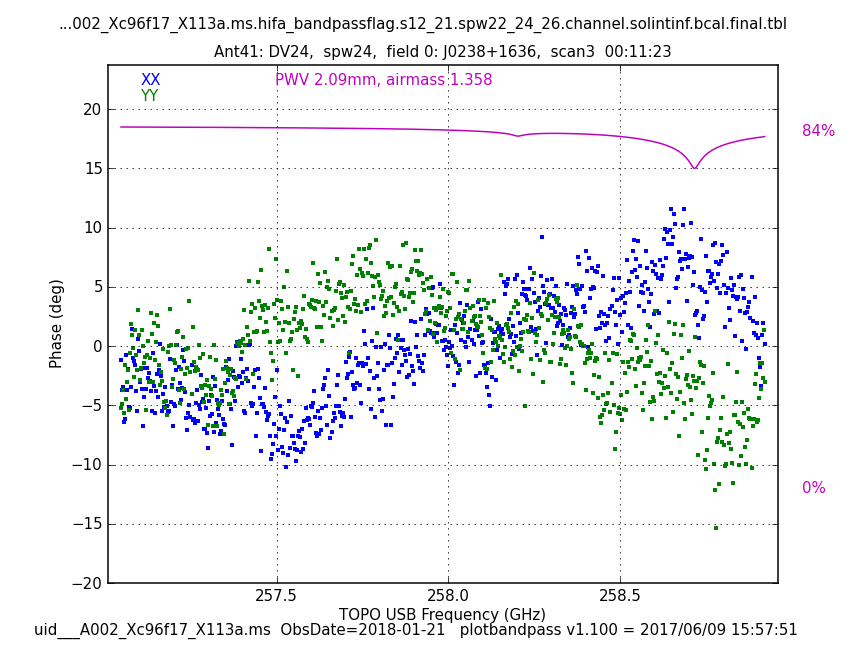 ...002_Xc96f17_X113a.ms.hifa_bandpassflag.s12_21.spw22_24_26.channel.solintinf.bcal.final.tbl
Ant41: DV24, spw24, field 0: J0238+1636, scan3 00:11:23
XX PWV 2.09mm, airmass 1.358
YY
20
84%
15
10
5
0
−5
−10
0%
−15
−20
Phase (deg)
257.5 258.0 258.5
TOPO USB Frequency (GHz)
uid___A002_Xc96f17_X113a.ms ObsDate=2018-01-21 plotbandpass v1.100 = 2017/06/09 15:57:51